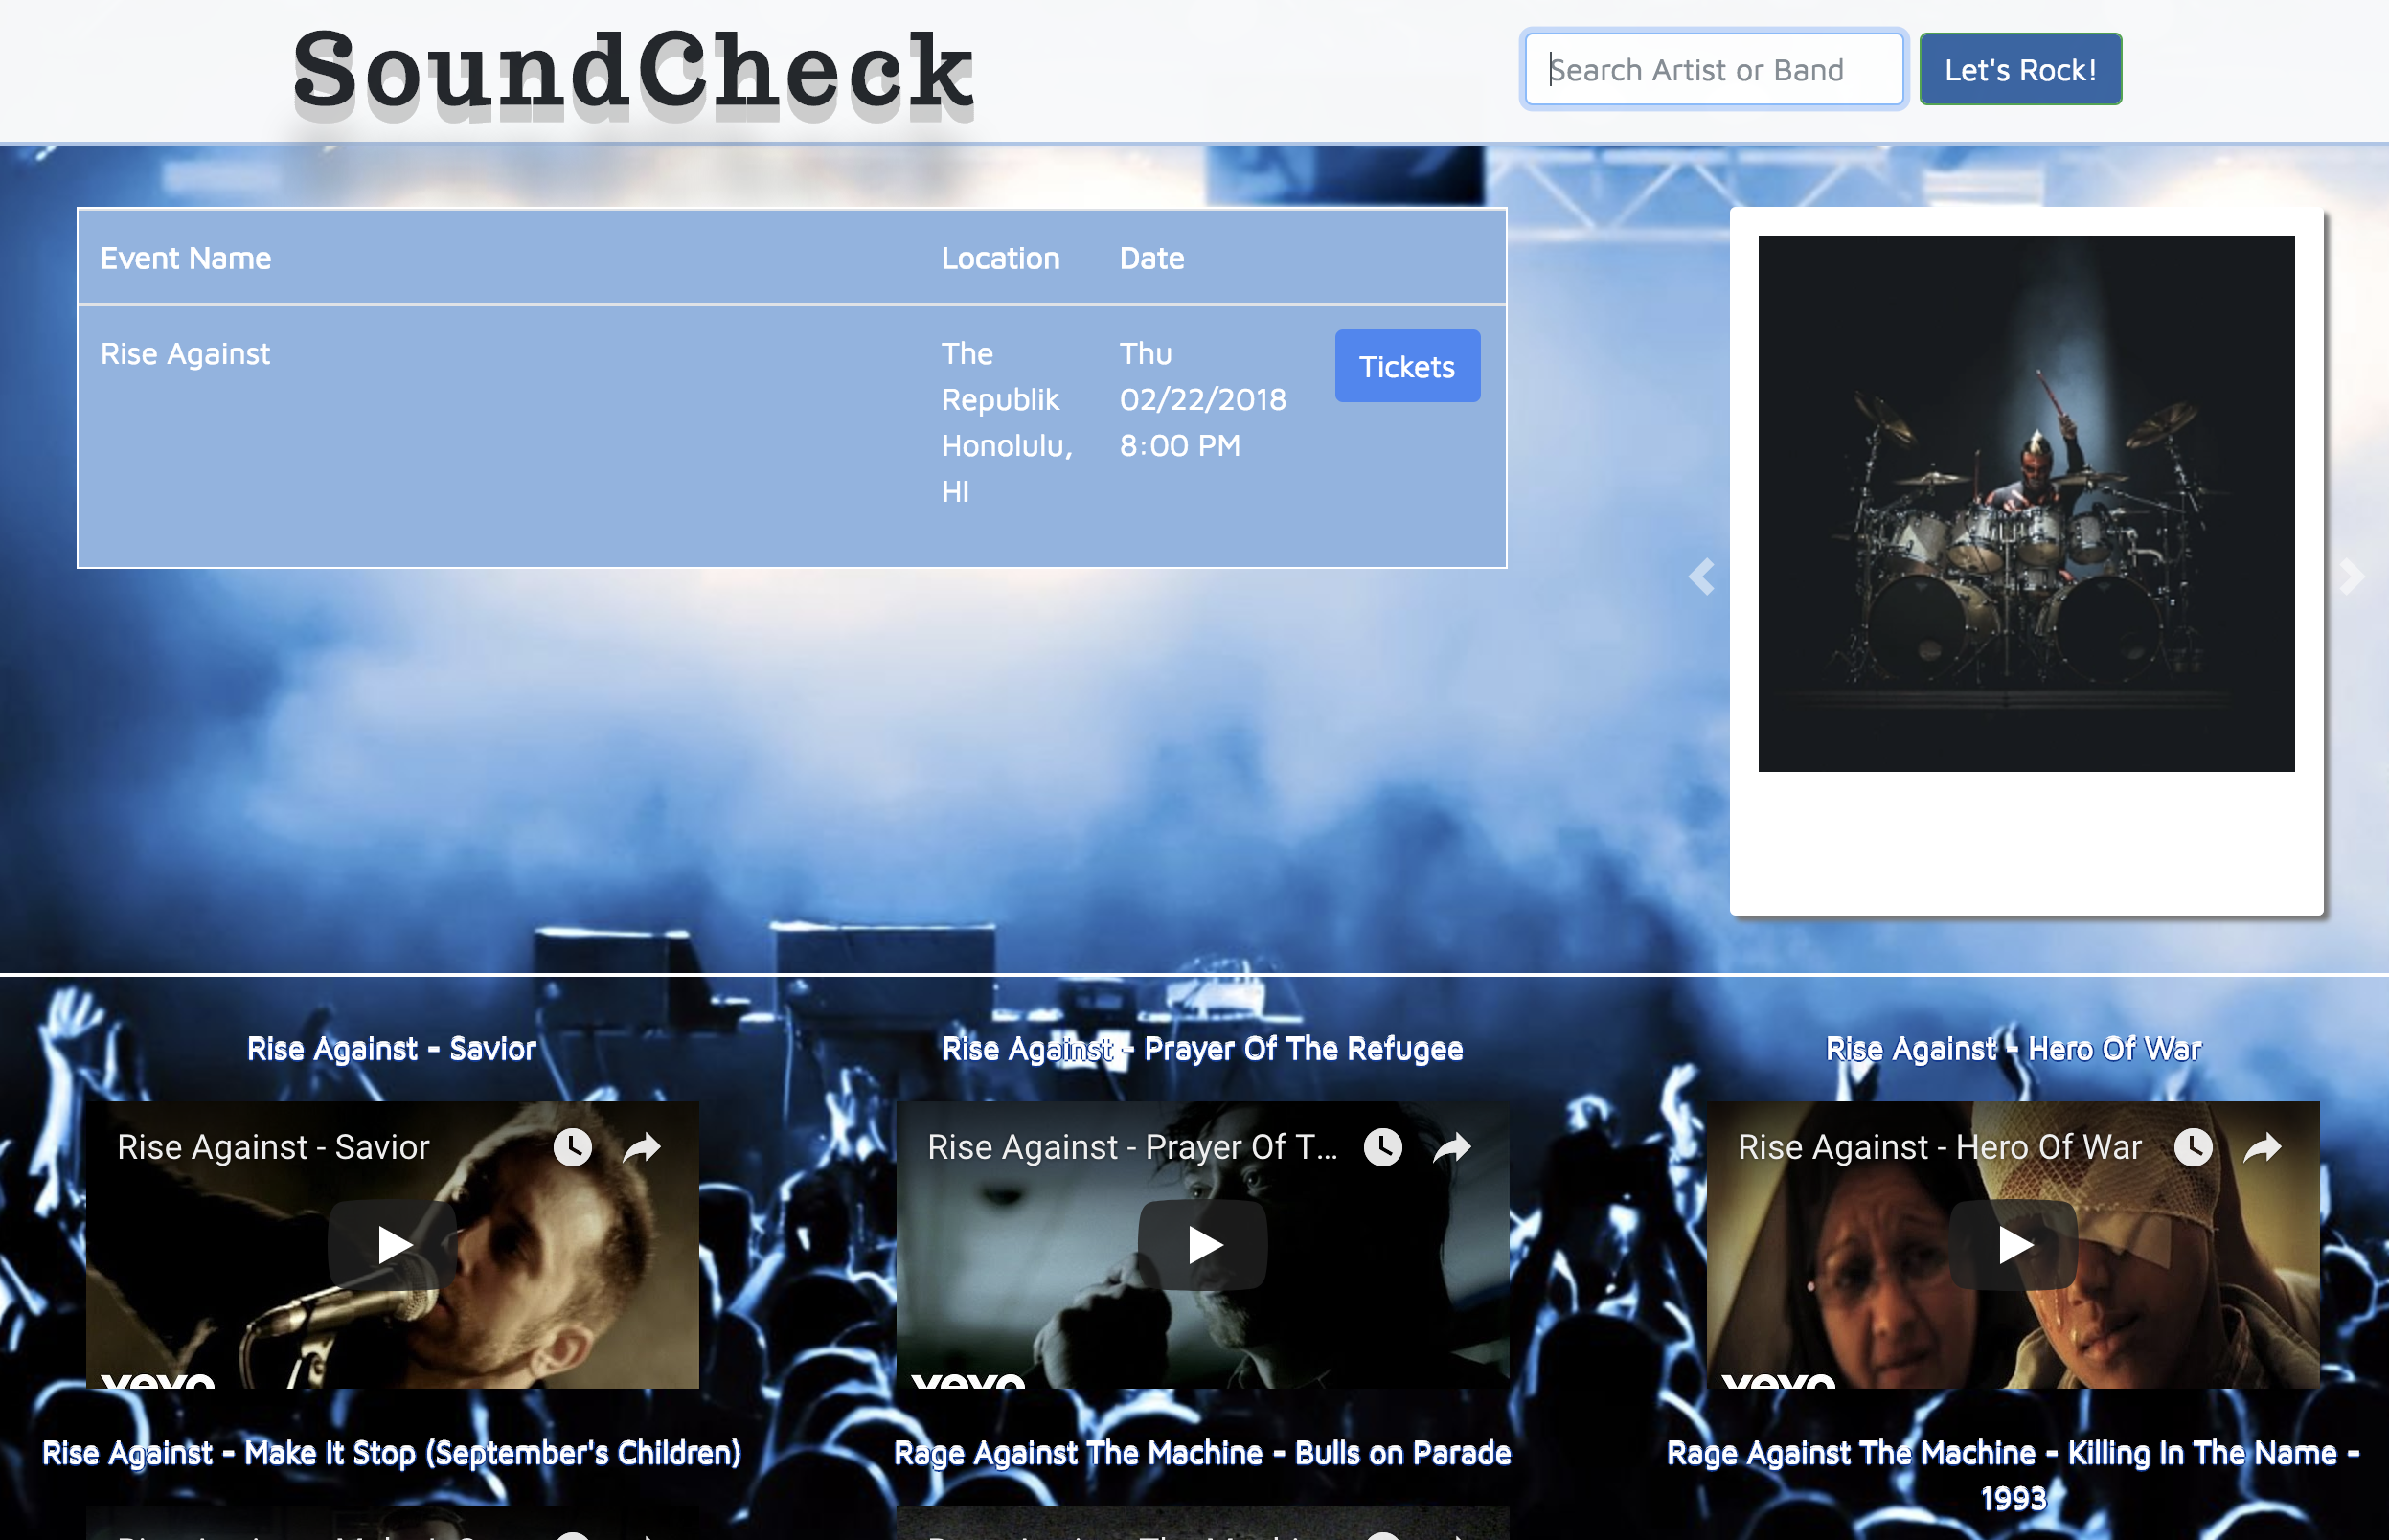 SoundCheck
Search Artist or Band
Let's Rock!
Event Name Location Date
Rise Against
The
Republik
Honolulu,
HI
Thu
02/22/2018
8:00 PM
Tickets
Rise Against - Savior
Rise Against - Prayer Of The Refugee
Rise Against - Hero Of War
Rise Against - Savior
Rise Against - Prayer Of T...
Rise Against - Hero Of War
vevo
vevo
vevo
Rise Against - Make It Stop (September's Children)
Rage Against The Machine - Bulls on Parade
Rage Against The Machine - Killing In The Name -
1993